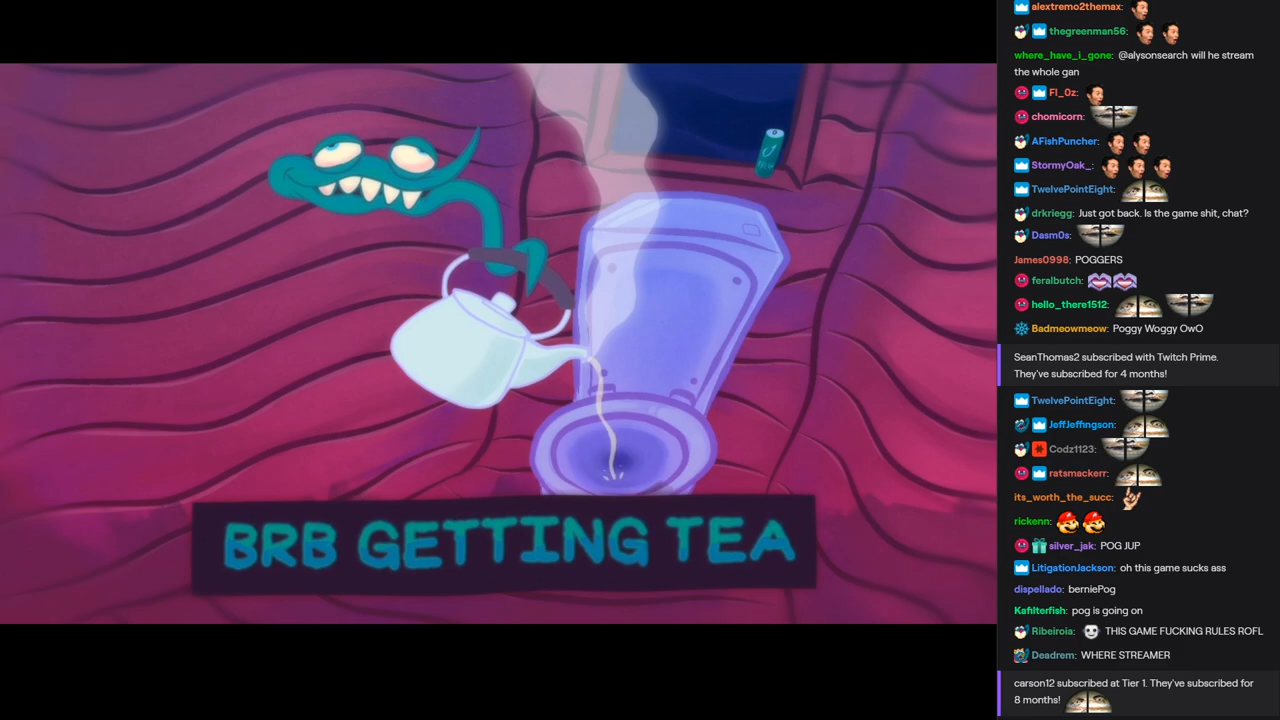 BRB GETTING TEA
alextremo2themax:
thegreenman56:
where_have_i_gone: @alysonsearch will he stream
the whole gan
Fl_0z:
chomicorn:
AFishPuncher:
StormyOak_:
TwelvePointEight:
drkriegg: Just got back. Is the game shit, chat?
Dasm0s:
James0998: POGGERS
feralbutch:
hello_there1512:
Badmeowmeow: Poggy Woggy OwO
SeanThomas2 subscribed with Twitch Prime.
They've subscribed for 4 months!
TwelvePointEight:
JeffJeffingson:
Codz1123:
ratsmackerr:
its_worth_the_succ:
rickenn:
silver_jak: POG JUP
LitigationJackson: oh this game sucks ass
dispellado: berniePog
Kafilterfish: pog is going on
Ribeiroia: THIS GAME FUCKING RULES ROFL
Deadrem: WHERE STREAMER
carson12 subscribed at Tier 1. They've subscribed for
8 months!